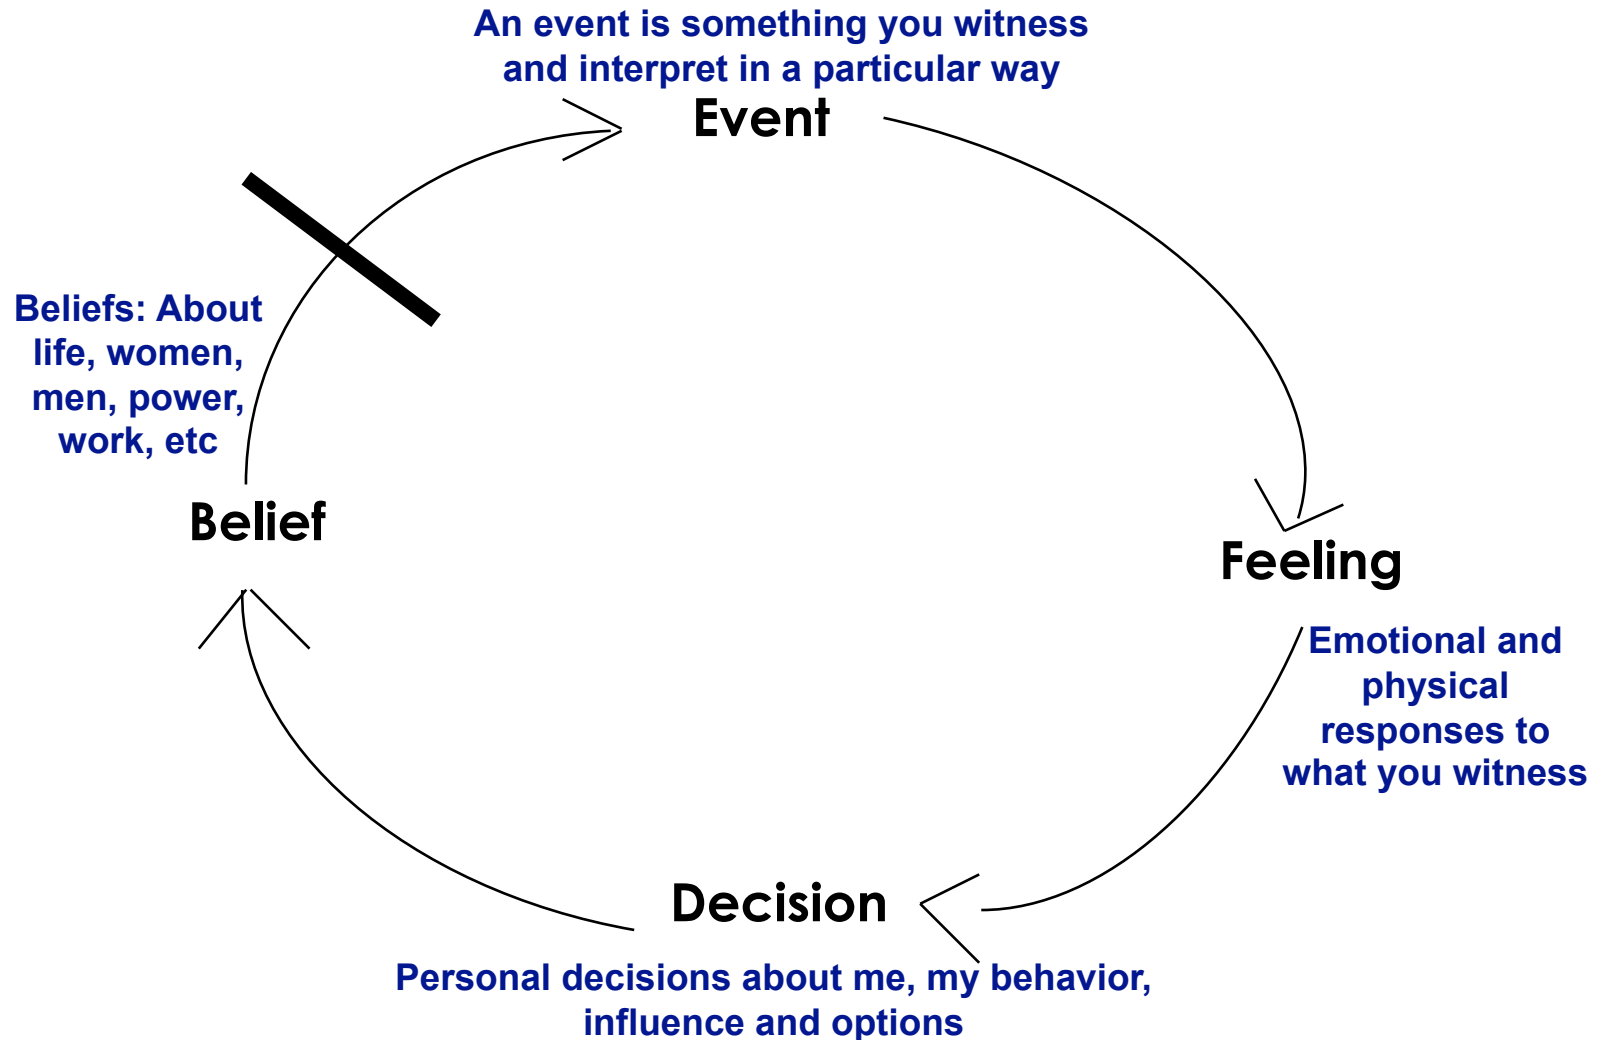 An event is something you witness
and interpret in a particular way
Event
Beliefs: About
life, women,
men, power,
work, etc
Belief
Feeling
Emotional and
physical
responses to
what you witness
Decision
Personal decisions about me, my behavior,
influence and options